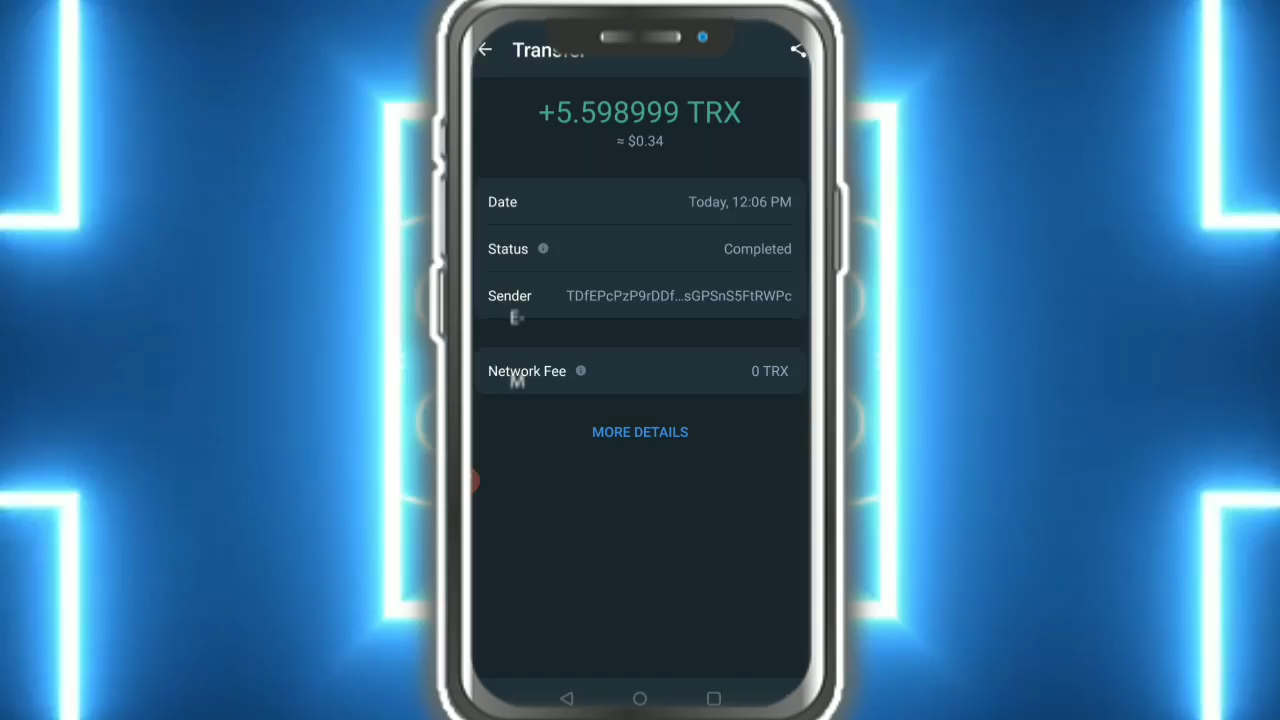 Transfer
+5.598999 TRX
≈ $0.34
Date Today, 12:06 PM
Status Completed
Sender TDfEPcPzP9rDDf...sGPSnS5FtRWPc
E-
Network Fee 0 TRX
M
MORE DETAILS